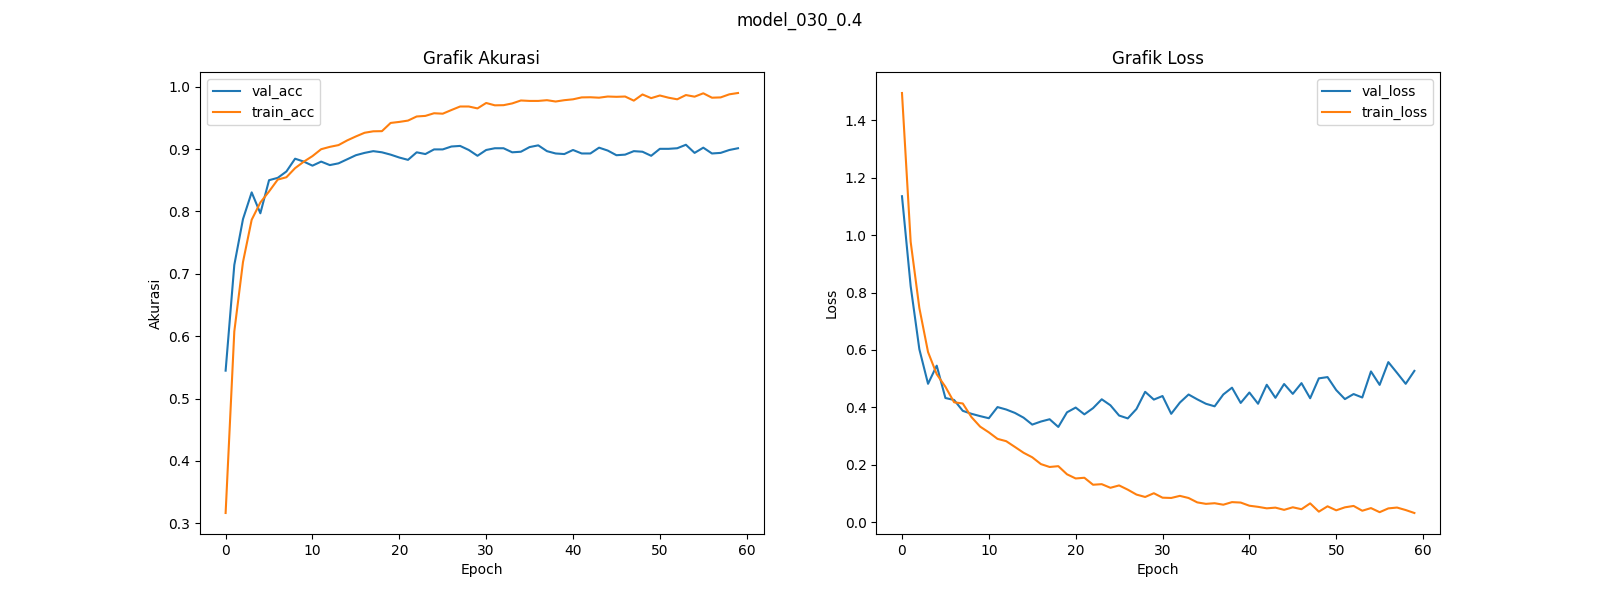 model_030_0.4
Grafik Akurasi
val_acc
train_acc
1.0
0.9
0.8
0.7
0.6
0.5
0.4
0.3
Akurasi
0 10 20 30 40 50 60
Epoch
Grafik Loss
val_loss
train_loss
1.4
1.2
1.0
0.8
0.6
0.4
0.2
0.0
Loss
0 10 20 30 40 50 60
Epoch